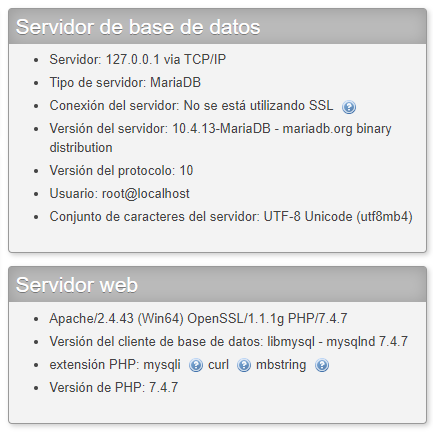 Servidor de base de datos
Servidor: 127.0.0.1 via TCP/IP
Tipo de servidor: MariaDB
Conexión del servidor: No se está utilizando SSL
Versión del servidor: 10.4.13-MariaDB - mariadb.org binary
distribution
Versión del protocolo: 10
Usuario: root@localhost
Conjunto de caracteres del servidor: UTF-8 Unicode (utf8mb4)
Servidor web
Apache/2.4.43 (Win64) OpenSSL/1.1.1g PHP/7.4.7
Versión del cliente de base de datos: libmysql - mysqlnd 7.4.7
extensión PHP: mysqli curl mbstring
Versión de PHP: 7.4.7